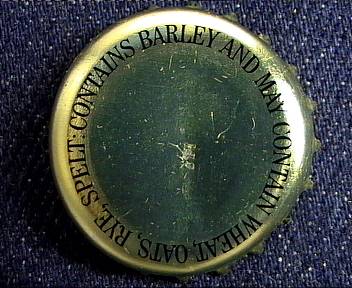 CONTAINS BARLEY AND MAY CONTAIN WHEAT, OATS, RYE, SPELT: